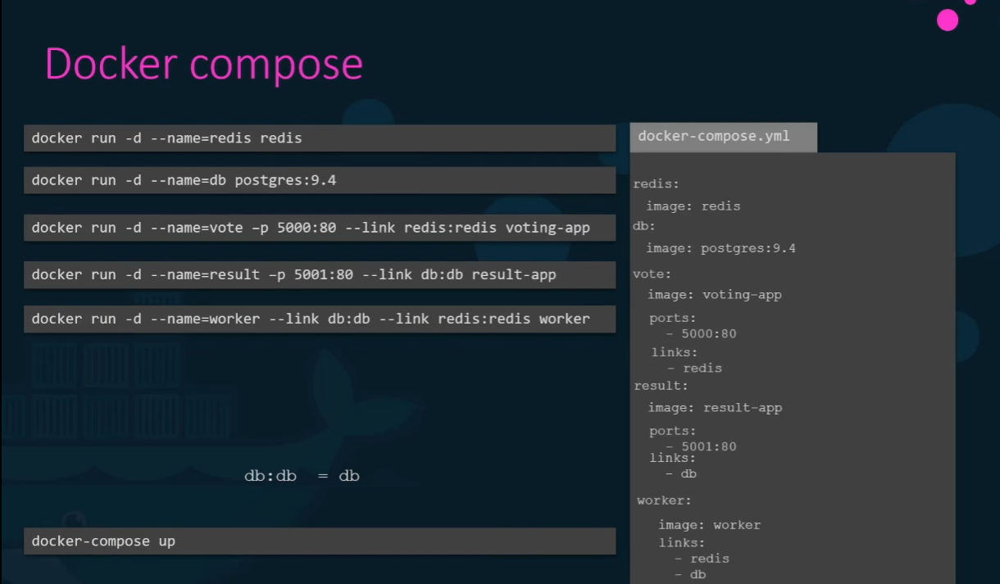 Docker compose
docker run -d --name=redis redis
docker run -d --name=db postgres:9.4
docker run -d --name=vote –p 5000:80 --link redis:redis voting-app
docker run -d --name=result –p 5001:80 --link db:db result-app
docker run -d --name=worker --link db:db --link redis:redis worker
db:db = db
docker-compose up
docker-compose.yml
redis:
image: redis
db:
image: postgres:9.4
vote:
image: voting-app
ports:
- 5000:80
links:
- redis
result:
image: result-app
ports:
- 5001:80
links:
- db
worker:
image: worker
links:
- redis
- db